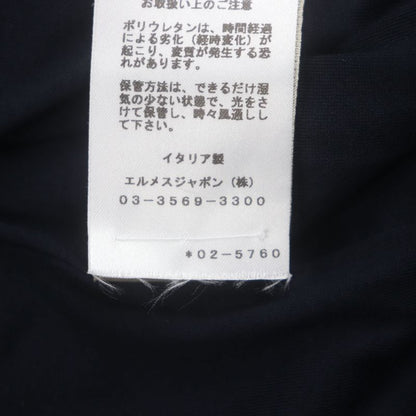 お取扱い上のご注意
ポリウレタンは、時間経過
による劣化（経時変化）が
起こり、変質が発生する恐
れがあります。
保管方法は、できるだけ湿
気の少ない状態で、光をさ
けて保管し、時々風通しし
て下さい。
イタリア製
エルメスジャポン（株）
03-3569-3300
*02-5760